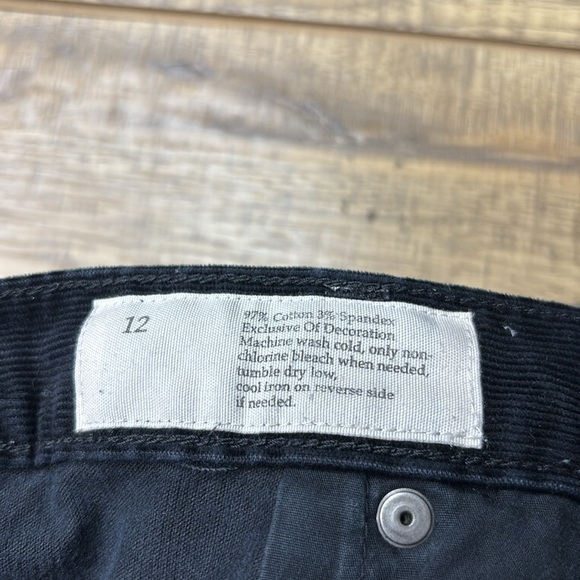 12
97% Cotton 3% Spandex
Exclusive Of Decoration
Machine wash cold, only non-
chlorine bleach when needed,
tumble dry low,
cool iron on reverse side
if needed.